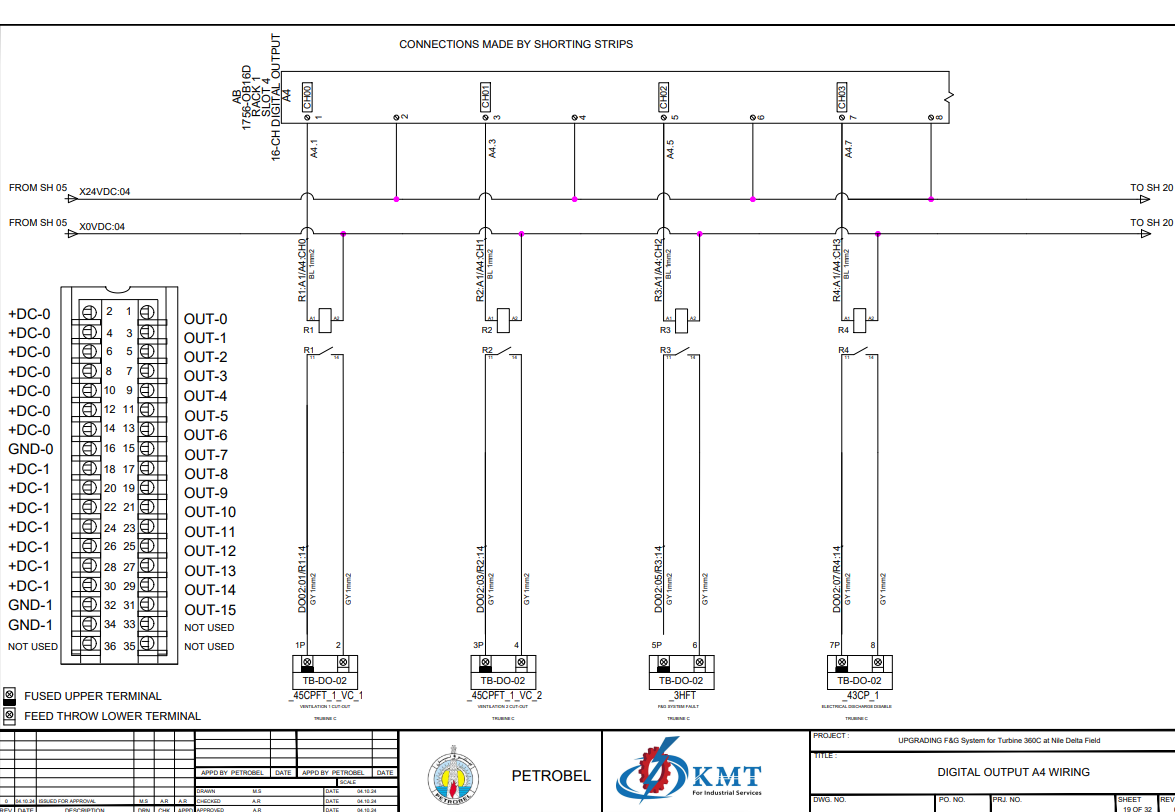 CONNECTIONS MADE BY SHORTING STRIPS
AB
1756-OB16D
RACK 1
SLOT 4
16-CH DIGITAL OUTPUT
A4
CH00
CH01
CH02
CH03
1
2
3
4
5
6
7
8
A4.1
A4.3
A4.5
A4.7
FROM SH 05
X24VDC:04
TO SH 20
FROM SH 05
X0VDC:04
TO SH 20
R1:A1/A4:CH0
BL 1mm2
R2:A1/A4:CH1
BL 1mm2
R3:A1/A4:CH2
BL 1mm2
R4:A1/A4:CH3
BL 1mm2
A1 A2
R1
A1 A2
R2
A1 A2
R3
A1 A2
R4
R1
11 14
R2
11 14
R3
11 14
R4
11 14
+DC-0 2 1 OUT-0
+DC-0 4 3 OUT-1
+DC-0 6 5 OUT-2
+DC-0 8 7 OUT-3
+DC-0 10 9 OUT-4
+DC-0 12 11 OUT-5
+DC-0 14 13 OUT-6
GND-0 16 15 OUT-7
+DC-1 18 17 OUT-8
+DC-1 20 19 OUT-9
+DC-1 22 21 OUT-10
+DC-1 24 23 OUT-11
+DC-1 26 25 OUT-12
+DC-1 28 27 OUT-13
+DC-1 30 29 OUT-14
GND-1 32 31 OUT-15
GND-1 34 33 NOT USED
NOT USED 36 35 NOT USED
DO02:01/R1:14
GY 1mm2
GY 1mm2
DO02:03/R2:14
GY 1mm2
GY 1mm2
DO02:05/R3:14
GY 1mm2
GY 1mm2
DO02:07/R4:14
GY 1mm2
GY 1mm2
1P 2
TB-DO-02
_45CPFT_1_VC_1
VENTILATION 1 CUT-OUT
TRUBINE C
3P 4
TB-DO-02
_45CPFT_1_VC_2
VENTILATION 2 CUT-OUT
TRUBINE C
5P 6
TB-DO-02
_3HFT
F&G SYSTEM FAULT
TRUBINE C
7P 8
TB-DO-02
_43CP_1
ELECTRICAL DISCHARGE DISABLE
TRUBINE C
FUSED UPPER TERMINAL
FEED THROW LOWER TERMINAL
0 04.10.24 ISSUED FOR APPROVAL M.S A.R A.R
REV DATE DESCRIPTION DRN CHK APPD
APPD BY PETROBEL DATE APPD BY PETROBEL DATE
SCALE
DRAWN M.S DATE 04.10.24
CHECKED A.R DATE 04.10.24
APPROVED A.R DATE 04.10.24
PETROBEL
PETROBEL
KMT
For Industrial Services
PROJECT :
UPGRADING F&G System for Turbine 360C at Nile Delta Field
TITLE :
DIGITAL OUTPUT A4 WIRING
DWG. NO. PO. NO. PRJ. NO. SHEET
19 OF 32